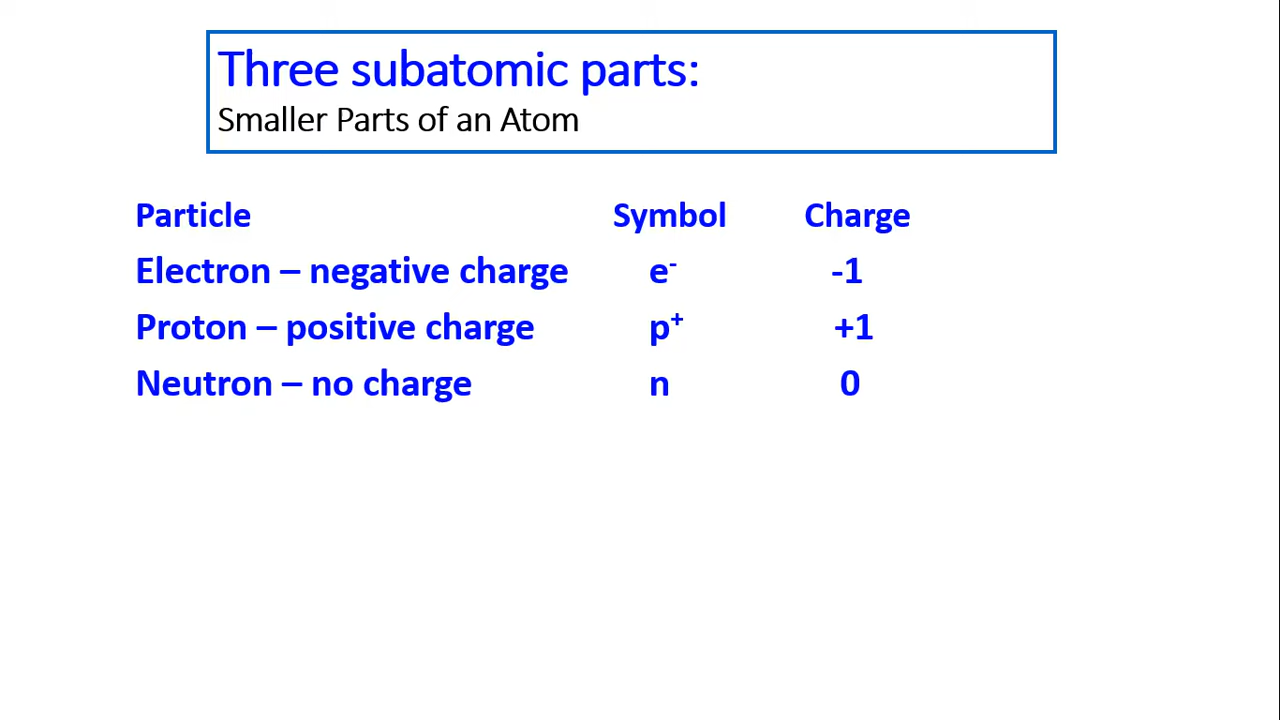 Three subatomic parts:
Smaller Parts of an Atom
Particle Symbol Charge
Electron – negative charge e⁻ -1
Proton – positive charge p⁺ +1
Neutron – no charge n 0